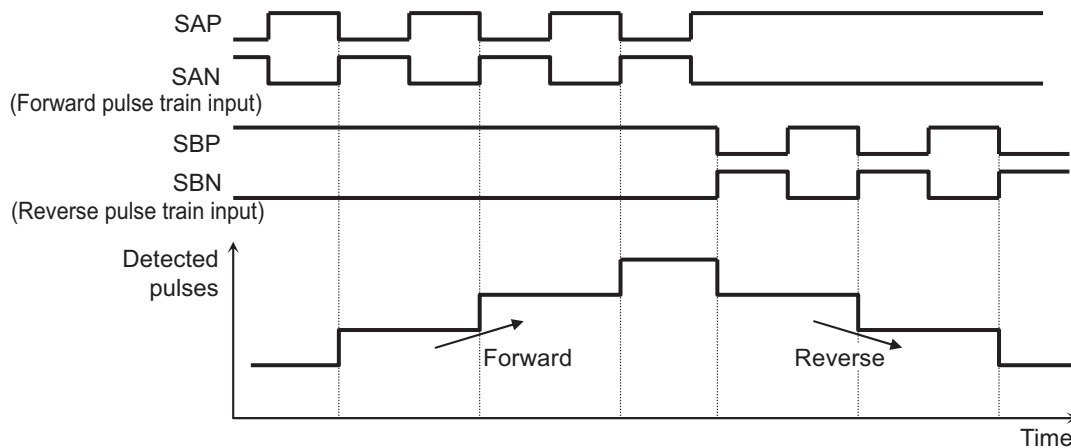 SAP
SAN
(Forward pulse train input)
SBP
SBN
(Reverse pulse train input)
Detected
pulses
Forward
Reverse
Time